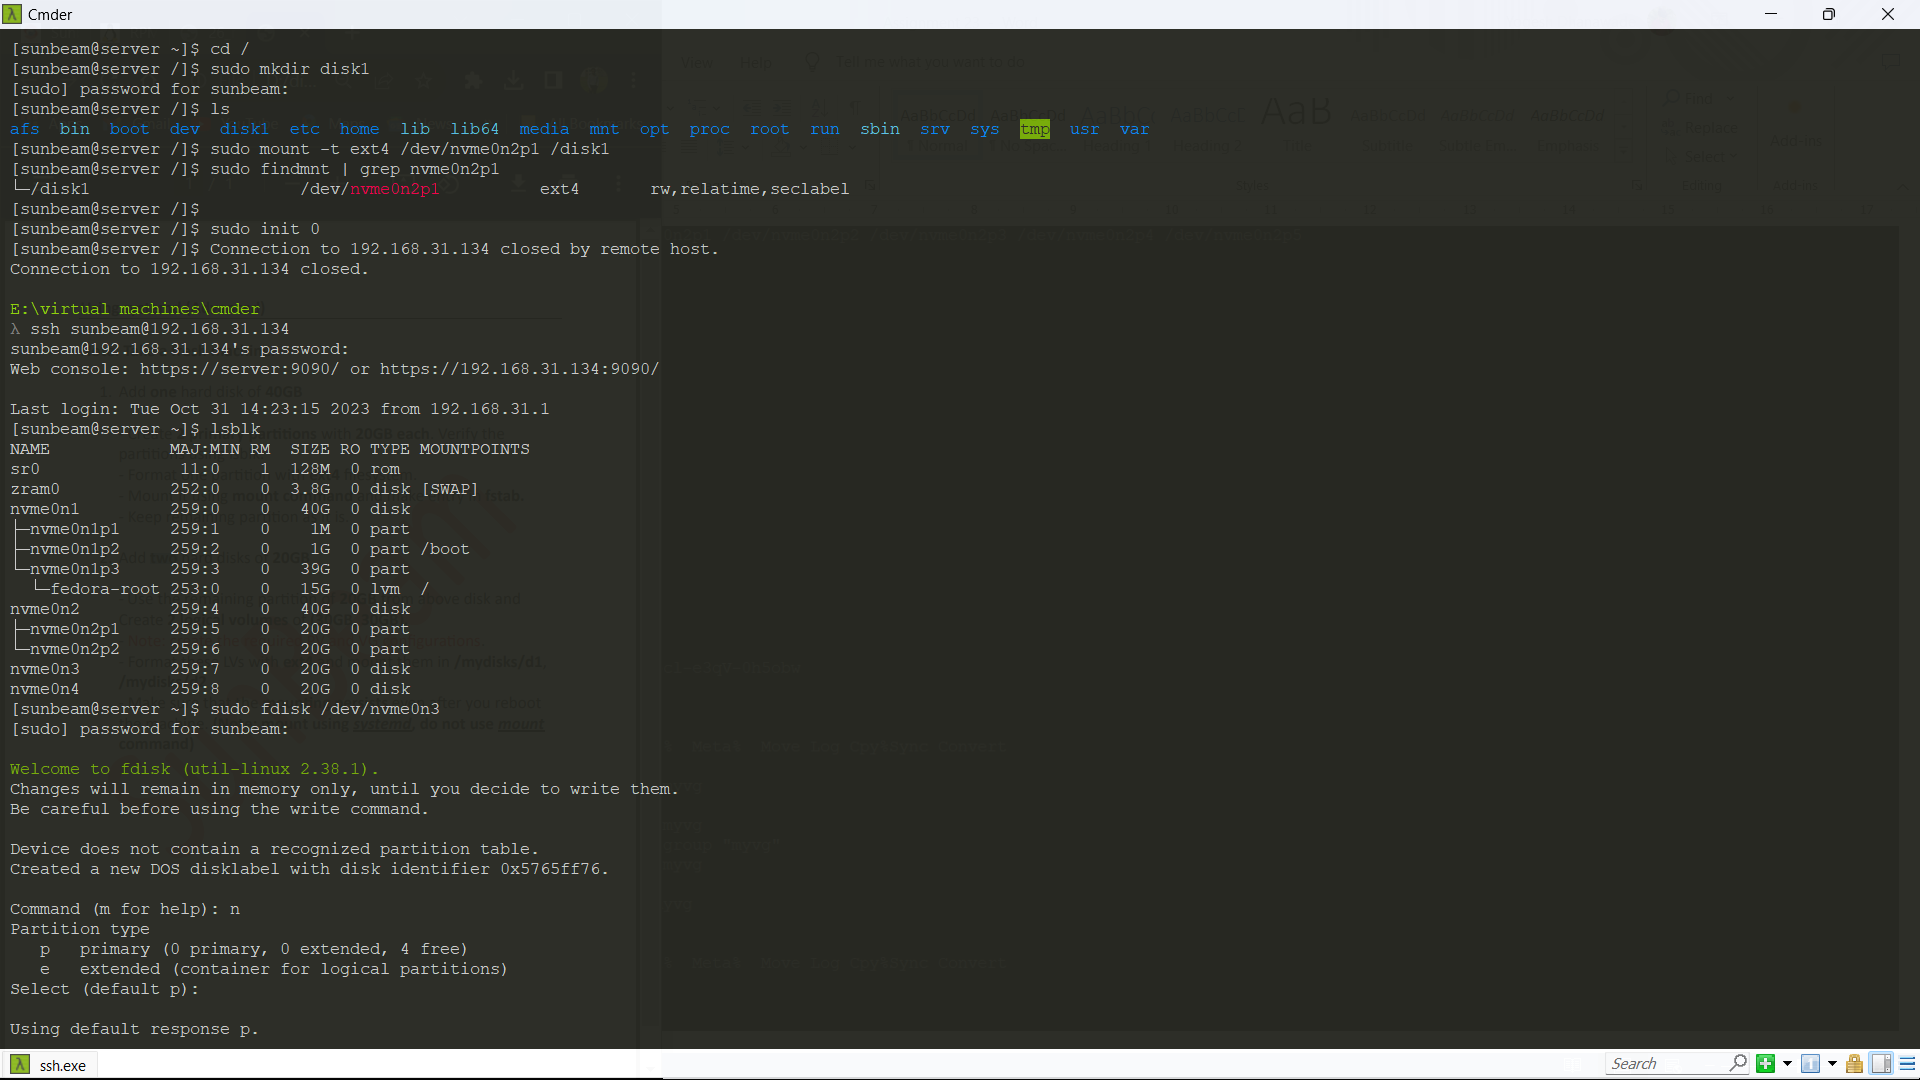 Cmder
[sunbeam@server ~]$ cd /
[sunbeam@server /]$ sudo mkdir disk1
[sudo] password for sunbeam:
[sunbeam@server /]$ ls
afs  bin  boot  dev  disk1  etc  home  lib  lib64  media  mnt  opt  proc  root  run  sbin  srv  sys  tmp  usr  var
[sunbeam@server /]$ sudo mount -t ext4 /dev/nvme0n2p1 /disk1
[sunbeam@server /]$ sudo findmnt | grep nvme0n2p1
└─/disk1                     /dev/nvme0n2p1          ext4       rw,relatime,seclabel
[sunbeam@server /]$
[sunbeam@server /]$ sudo init 0
[sunbeam@server /]$ Connection to 192.168.31.134 closed by remote host.
Connection to 192.168.31.134 closed.
E:\virtual machines\cmder
λ ssh sunbeam@192.168.31.134
sunbeam@192.168.31.134's password:
Web console: https://server:9090/ or https://192.168.31.134:9090/
Last login: Tue Oct 31 14:23:15 2023 from 192.168.31.1
[sunbeam@server ~]$ lsblk
NAME            MAJ:MIN RM  SIZE RO TYPE MOUNTPOINTS
sr0              11:0    1  128M  0 rom
zram0           252:0    0  3.8G  0 disk [SWAP]
nvme0n1         259:0    0   40G  0 disk
├─nvme0n1p1     259:1    0    1M  0 part
├─nvme0n1p2     259:2    0    1G  0 part /boot
└─nvme0n1p3     259:3    0   39G  0 part
  └─fedora-root 253:0    0   15G  0 lvm  /
nvme0n2         259:4    0   40G  0 disk
├─nvme0n2p1     259:5    0   20G  0 part
└─nvme0n2p2     259:6    0   20G  0 part
nvme0n3         259:7    0   20G  0 disk
nvme0n4         259:8    0   20G  0 disk
[sunbeam@server ~]$ sudo fdisk /dev/nvme0n3
[sudo] password for sunbeam:
Welcome to fdisk (util-linux 2.38.1).
Changes will remain in memory only, until you decide to write them.
Be careful before using the write command.
Device does not contain a recognized partition table.
Created a new DOS disklabel with disk identifier 0x5765ff76.
Command (m for help): n
Partition type
   p   primary (0 primary, 0 extended, 4 free)
   e   extended (container for logical partitions)
Select (default p):
Using default response p.
ssh.exe
Search